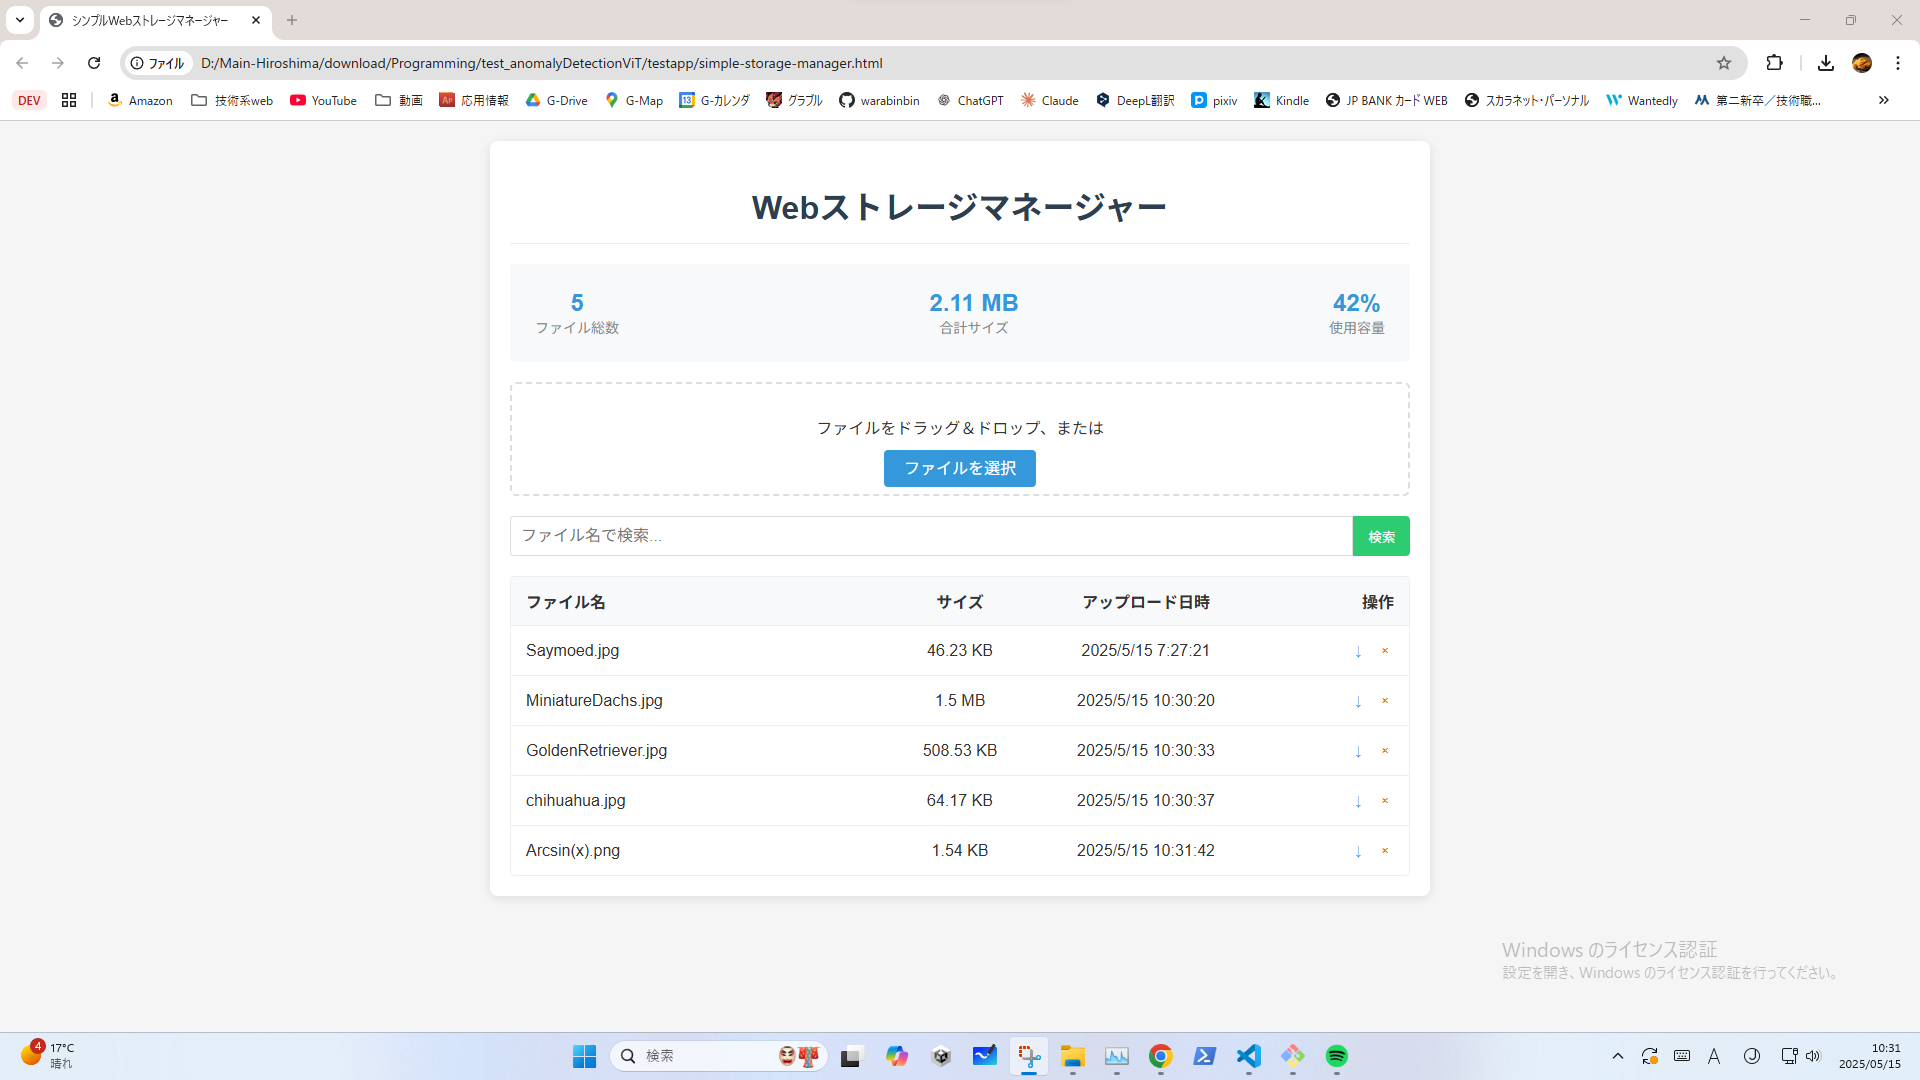 シンプルWebストレージマネージャー
ファイル
D:/Main-Hiroshima/download/Programming/test_anomalyDetectionViT/testapp/simple-storage-manager.html
DEV Amazon 技術系web YouTube 動画 応用情報 G-Drive G-Map G-カレンダ グラブル warabinbin ChatGPT Claude DeepL翻訳 pixiv Kindle JP BANK カード WEB スカラネット・パーソナル Wantedly 第二新卒／技術職...
Webストレージマネージャー
5 2.11 MB 42%
ファイル総数 合計サイズ 使用容量
ファイルをドラッグ＆ドロップ、または
ファイルを選択
ファイル名で検索... 検索
ファイル名 サイズ アップロード日時 操作
Saymoed.jpg 46.23 KB 2025/5/15 7:27:21 ↓ ×
MiniatureDachs.jpg 1.5 MB 2025/5/15 10:30:20 ↓ ×
GoldenRetriever.jpg 508.53 KB 2025/5/15 10:30:33 ↓ ×
chihuahua.jpg 64.17 KB 2025/5/15 10:30:37 ↓ ×
Arcsin(x).png 1.54 KB 2025/5/15 10:31:42 ↓ ×
Windows のライセンス認証
設定を開き、Windows のライセンス認証を行ってください。
4 17°C
晴れ
検索
A
10:31
2025/05/15